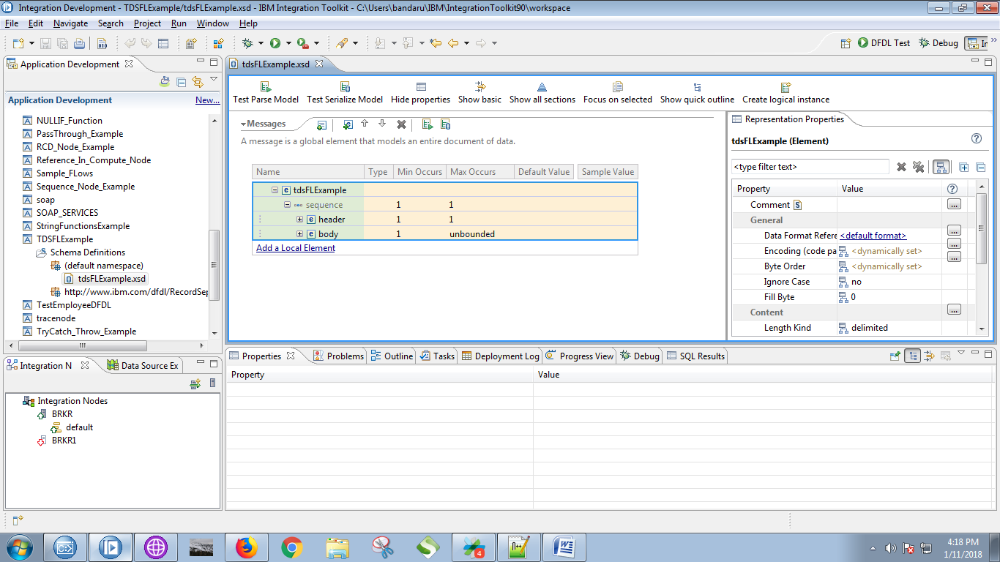 Integration Development - TDSFLExample/tdsFLExample.xsd - IBM Integration Toolkit - C:\Users\bandaru\IBM\IntegrationToolkit90\workspace
File Edit Navigate Search Project Run Window Help
DFDL Test Debug In
Application Development
Application Development New...
NULLIF_Function
PassThrough_Example
RCD_Node_Example
Reference_In_Compute_Node
Sample_FLows
Sequence_Node_Example
soap
SOAP_SERVICES
StringFunctionsExample
TDSFLExample
Schema Definitions
(default namespace)
tdsFLExample.xsd
http://www.ibm.com/dfdl/RecordSep
TestEmployeeDFDL
tracenode
TryCatch_Throw_Example
tdsFLExample.xsd
Test Parse Model Test Serialize Model Hide properties Show basic Show all sections Focus on selected Show quick outline Create logical instance
Messages
A message is a global element that models an entire document of data.
Name Type Min Occurs Max Occurs Default Value Sample Value
tdsFLExample
sequence 1 1
header 1 1
body 1 unbounded
Add a Local Element
Representation Properties
tdsFLExample (Element)
<type filter text>
Property Value
Comment
General
Data Format Refere <default format>
Encoding (code pa <dynamically set>
Byte Order <dynamically set>
Ignore Case no
Fill Byte 0
Content
Length Kind delimited
Integration N Data Source Ex
Integration Nodes
BRKR
default
BRKR1
Properties Problems Outline Tasks Deployment Log Progress View Debug SQL Results
Property Value
4
4:18 PM
1/11/2018